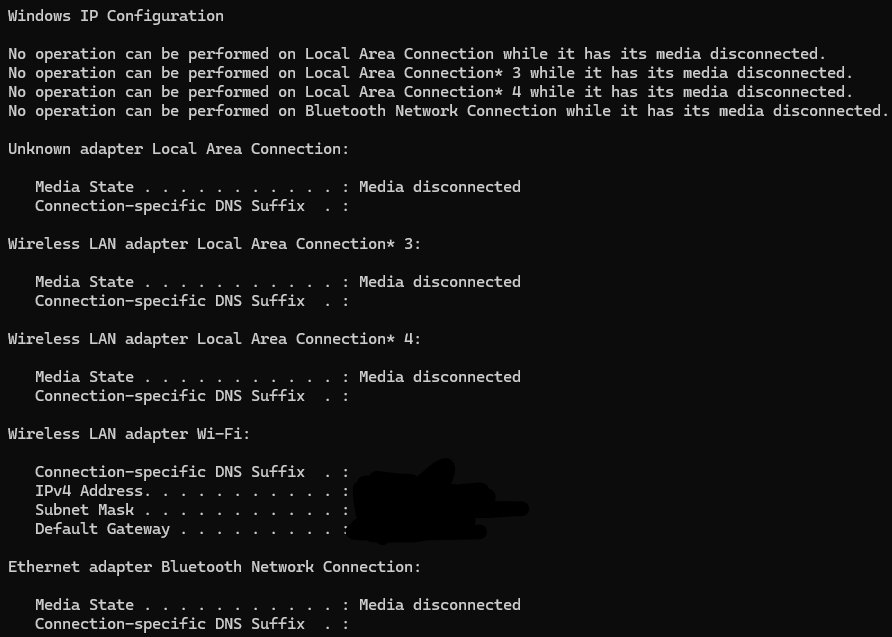 Windows IP Configuration
No operation can be performed on Local Area Connection while it has its media disconnected.
No operation can be performed on Local Area Connection* 3 while it has its media disconnected.
No operation can be performed on Local Area Connection* 4 while it has its media disconnected.
No operation can be performed on Bluetooth Network Connection while it has its media disconnected.
Unknown adapter Local Area Connection:
Media State . . . . . . . . . . . : Media disconnected
Connection-specific DNS Suffix  . :
Wireless LAN adapter Local Area Connection* 3:
Media State . . . . . . . . . . . : Media disconnected
Connection-specific DNS Suffix  . :
Wireless LAN adapter Local Area Connection* 4:
Media State . . . . . . . . . . . : Media disconnected
Connection-specific DNS Suffix  . :
Wireless LAN adapter Wi-Fi:
Connection-specific DNS Suffix  . :
IPv4 Address. . . . . . . . . . . :
Subnet Mask . . . . . . . . . . . :
Default Gateway . . . . . . . . . :
Ethernet adapter Bluetooth Network Connection:
Media State . . . . . . . . . . . : Media disconnected
Connection-specific DNS Suffix  . :